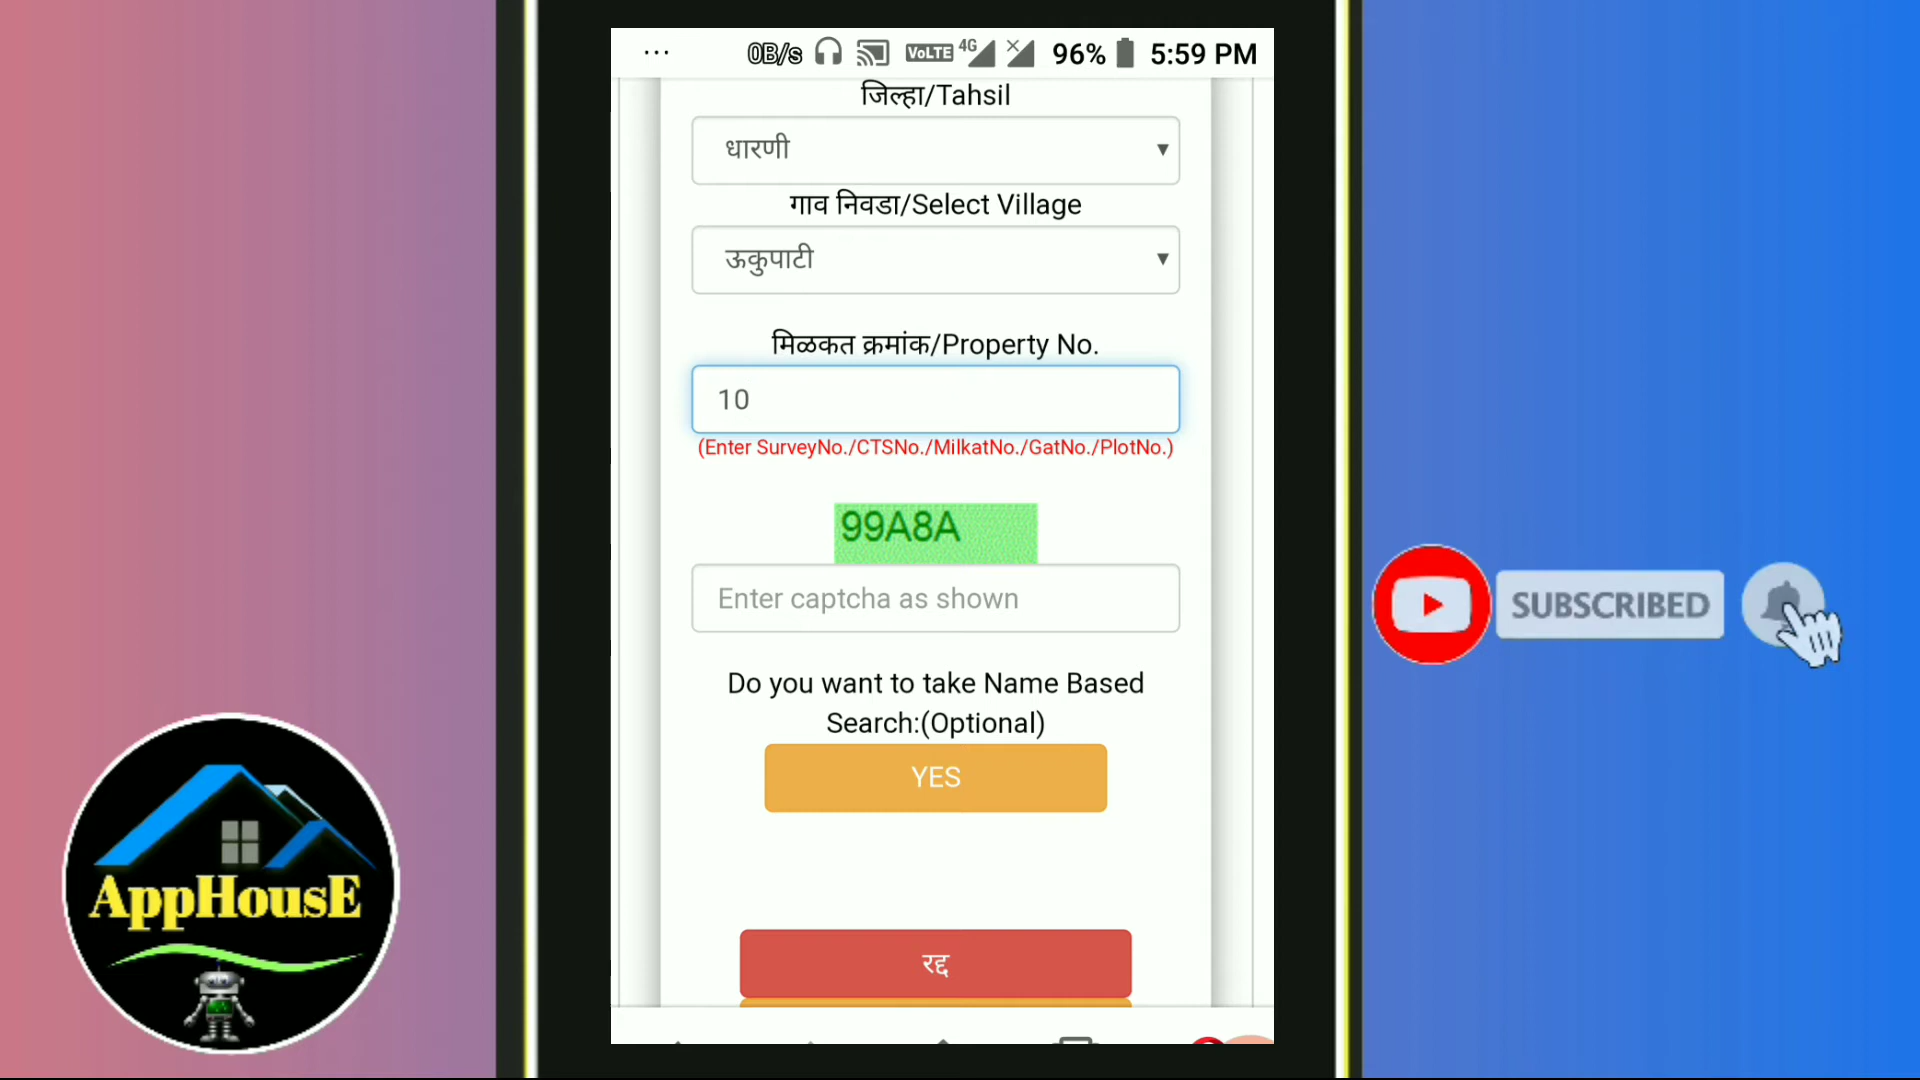 ... 0B/s VoLTE 4G 96% 5:59 PM
जिल्हा/Tahsil
धारणी
गाव निवडा/Select Village
ऊकुपाटी
मिळकत क्रमांक/Property No.
10
(Enter SurveyNo./CTSNo./MilkatNo./GatNo./PlotNo.)
99A8A
Enter captcha as shown
Do you want to take Name Based
Search:(Optional)
YES
रद्द
SUBSCRIBED
AppHousE